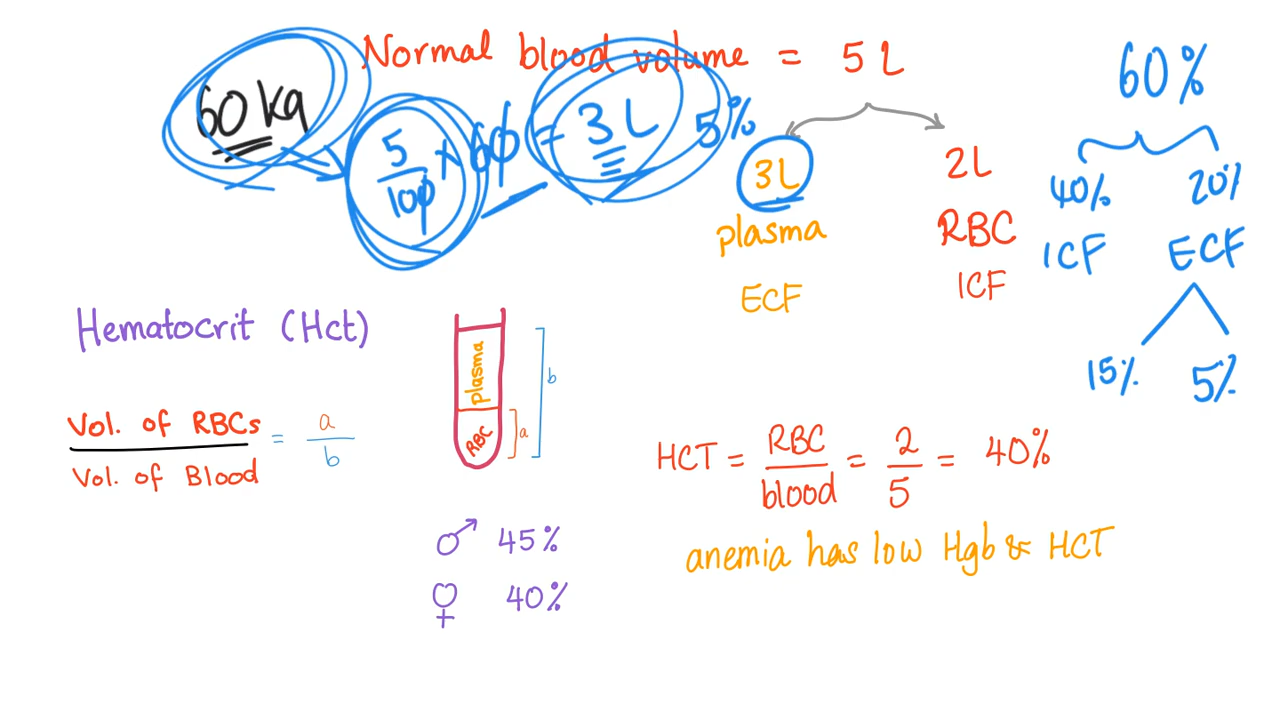 Normal blood volume = 5 L
60 kg
5/100 × 60 = 3 L
5%
3L
plasma
ECF
2L
RBC
ICF
60%
40%
20%
ICF
ECF
15%
5%
Hematocrit (Hct)
Vol. of RBCs
Vol. of Blood
= a/b
plasma
RBC
a
b
♂ 45%
♀ 40%
HCT = RBC/blood = 2/5 = 40%
anemia has low Hgb & HCT